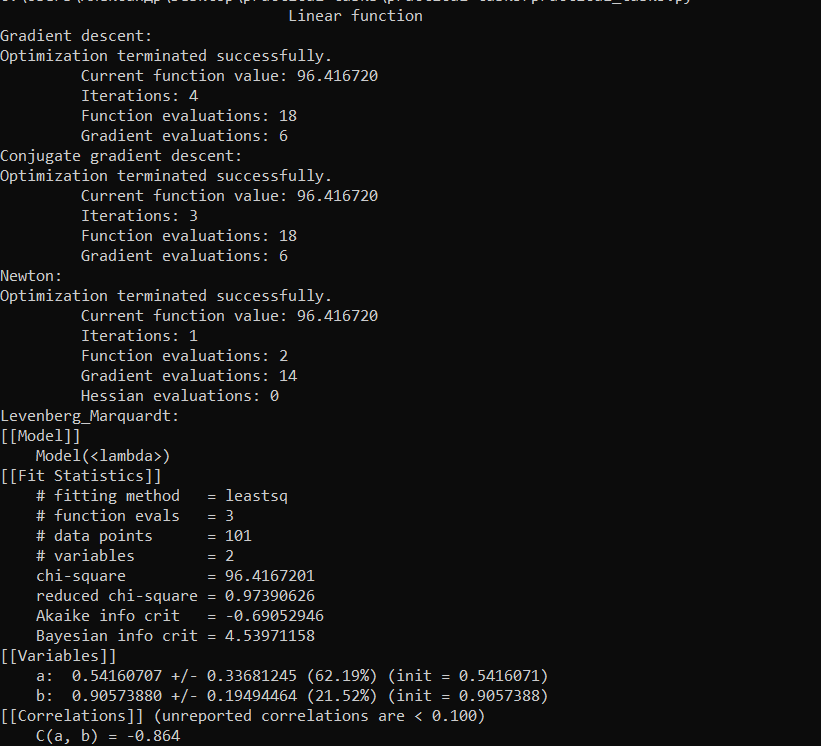 Linear function
Gradient descent:
Optimization terminated successfully.
Current function value: 96.416720
Iterations: 4
Function evaluations: 18
Gradient evaluations: 6
Conjugate gradient descent:
Optimization terminated successfully.
Current function value: 96.416720
Iterations: 3
Function evaluations: 18
Gradient evaluations: 6
Newton:
Optimization terminated successfully.
Current function value: 96.416720
Iterations: 1
Function evaluations: 2
Gradient evaluations: 14
Hessian evaluations: 0
Levenberg_Marquardt:
[[Model]]
Model(<lambda>)
[[Fit Statistics]]
# fitting method = leastsq
# function evals = 3
# data points = 101
# variables = 2
chi-square = 96.4167201
reduced chi-square = 0.97390626
Akaike info crit = -0.69052946
Bayesian info crit = 4.53971158
[[Variables]]
a: 0.54160707 +/- 0.33681245 (62.19%) (init = 0.5416071)
b: 0.90573880 +/- 0.19494464 (21.52%) (init = 0.9057388)
[[Correlations]] (unreported correlations are < 0.100)
C(a, b) = -0.864